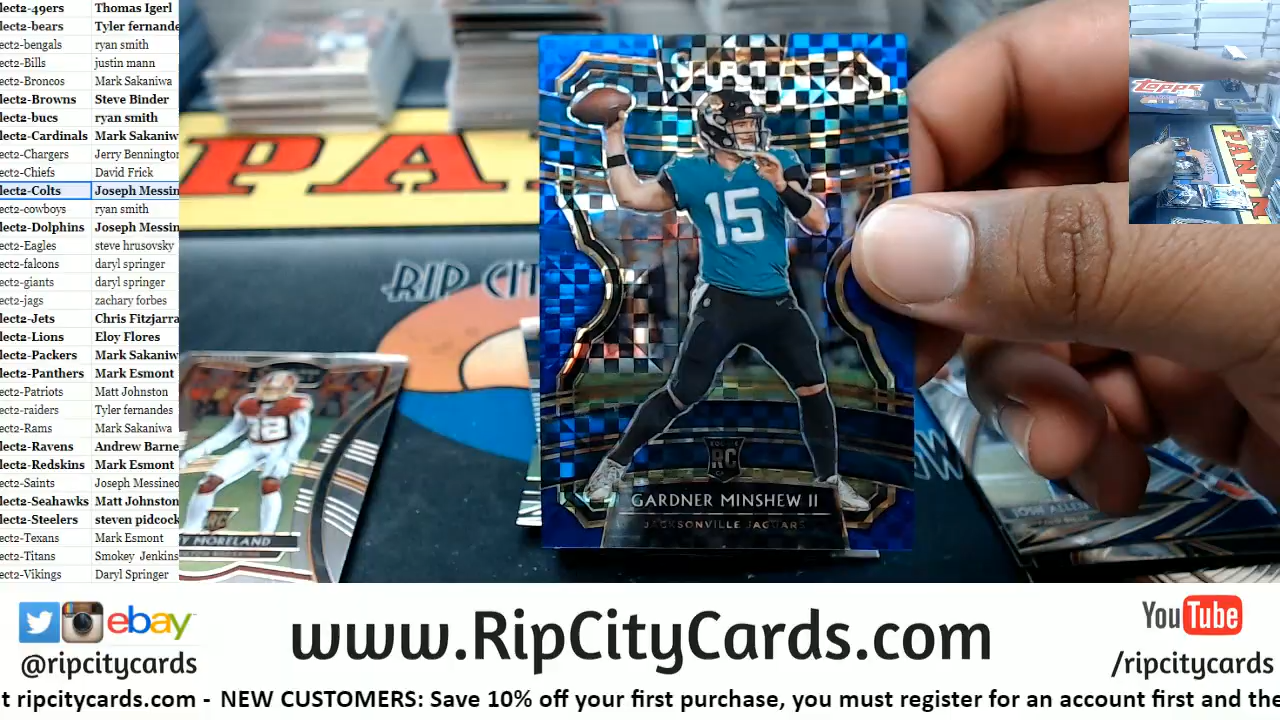 lect2-49ers Thomas Igerl
lect2-bears Tyler fernande
ect2-bengals ryan smith
ect2-Bills justin mann
ect2-Broncos Mark Sakaniwa
lect2-Browns Steve Binder
lect2-bucs ryan smith
lect2-Cardinals Mark Sakaniw
ect2-Chargers Jerry Bennington
ect2-Chiefs David Frick
lect2-Colts Joseph Messin
ect2-cowboys ryan smith
lect2-Dolphins Joseph Messin
ect2-Eagles steve hrusovsky
ect2-falcons daryl springer
ect2-giants daryl springer
ect2-jags zachary forbes
lect2-Jets Chris Fitzjarra
lect2-Lions Eloy Flores
lect2-Packers Mark Sakaniw
lect2-Panthers Mark Esmont
ect2-Patriots Matt Johnston
ect2-raiders Tyler fernandes
ect2-Rams Mark Sakaniwa
lect2-Ravens Andrew Barne
lect2-Redskins Mark Esmont
ect2-Saints Joseph Messineo
lect2-Seahawks Matt Johnston
lect2-Steelers steven pidcock
ect2-Texans Mark Esmont
ect2-Titans Smokey Jenkins
ect2-Vikings Daryl Springer
PA
RIP CIT
Select
15
RC
GARDNER MINSHEW II
JACKSONVILLE JAGUARS
Y MORELAND
JOSH ALLEN
TOPPS
PANINI
ebay
@ripcitycards
www.RipCityCards.com
YouTube
/ripcitycards
t ripcitycards.com - NEW CUSTOMERS: Save 10% off your first purchase, you must register for an account first and the